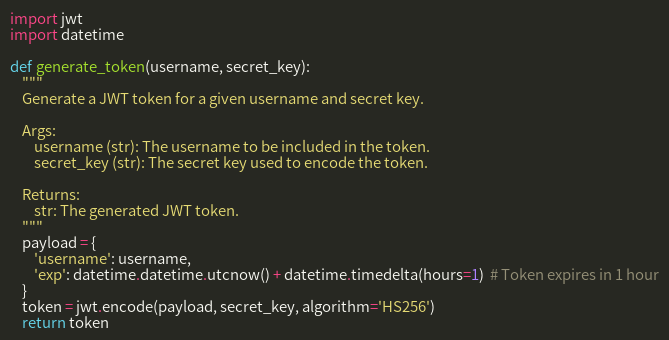 import jwt
import datetime

def generate_token(username, secret_key):
    """
    Generate a JWT token for a given username and secret key.

    Args:
        username (str): The username to be included in the token.
        secret_key (str): The secret key used to encode the token.

    Returns:
        str: The generated JWT token.
    """
    payload = {
        'username': username,
        'exp': datetime.datetime.utcnow() + datetime.timedelta(hours=1)  # Token expires in 1 hour
    }
    token = jwt.encode(payload, secret_key, algorithm='HS256')
    return token